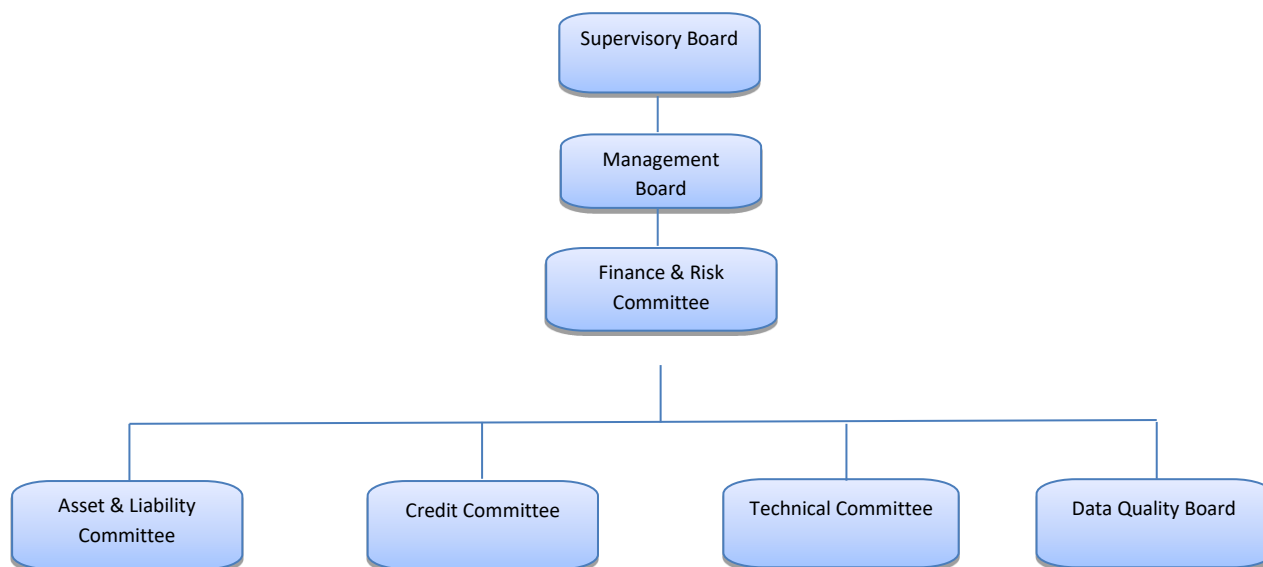 Supervisory Board
Management
Board
Finance & Risk
Committee
Asset & Liability
Committee
Credit Committee
Technical Committee
Data Quality Board